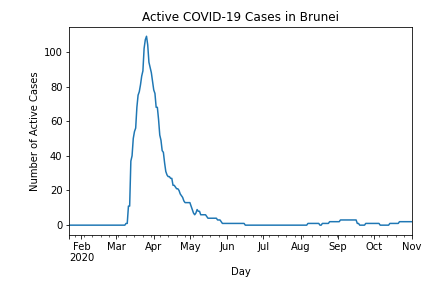 Active COVID-19 Cases in Brunei
Number of Active Cases
100
80
60
40
20
0
Feb Mar Apr May Jun Jul Aug Sep Oct Nov
2020
Day